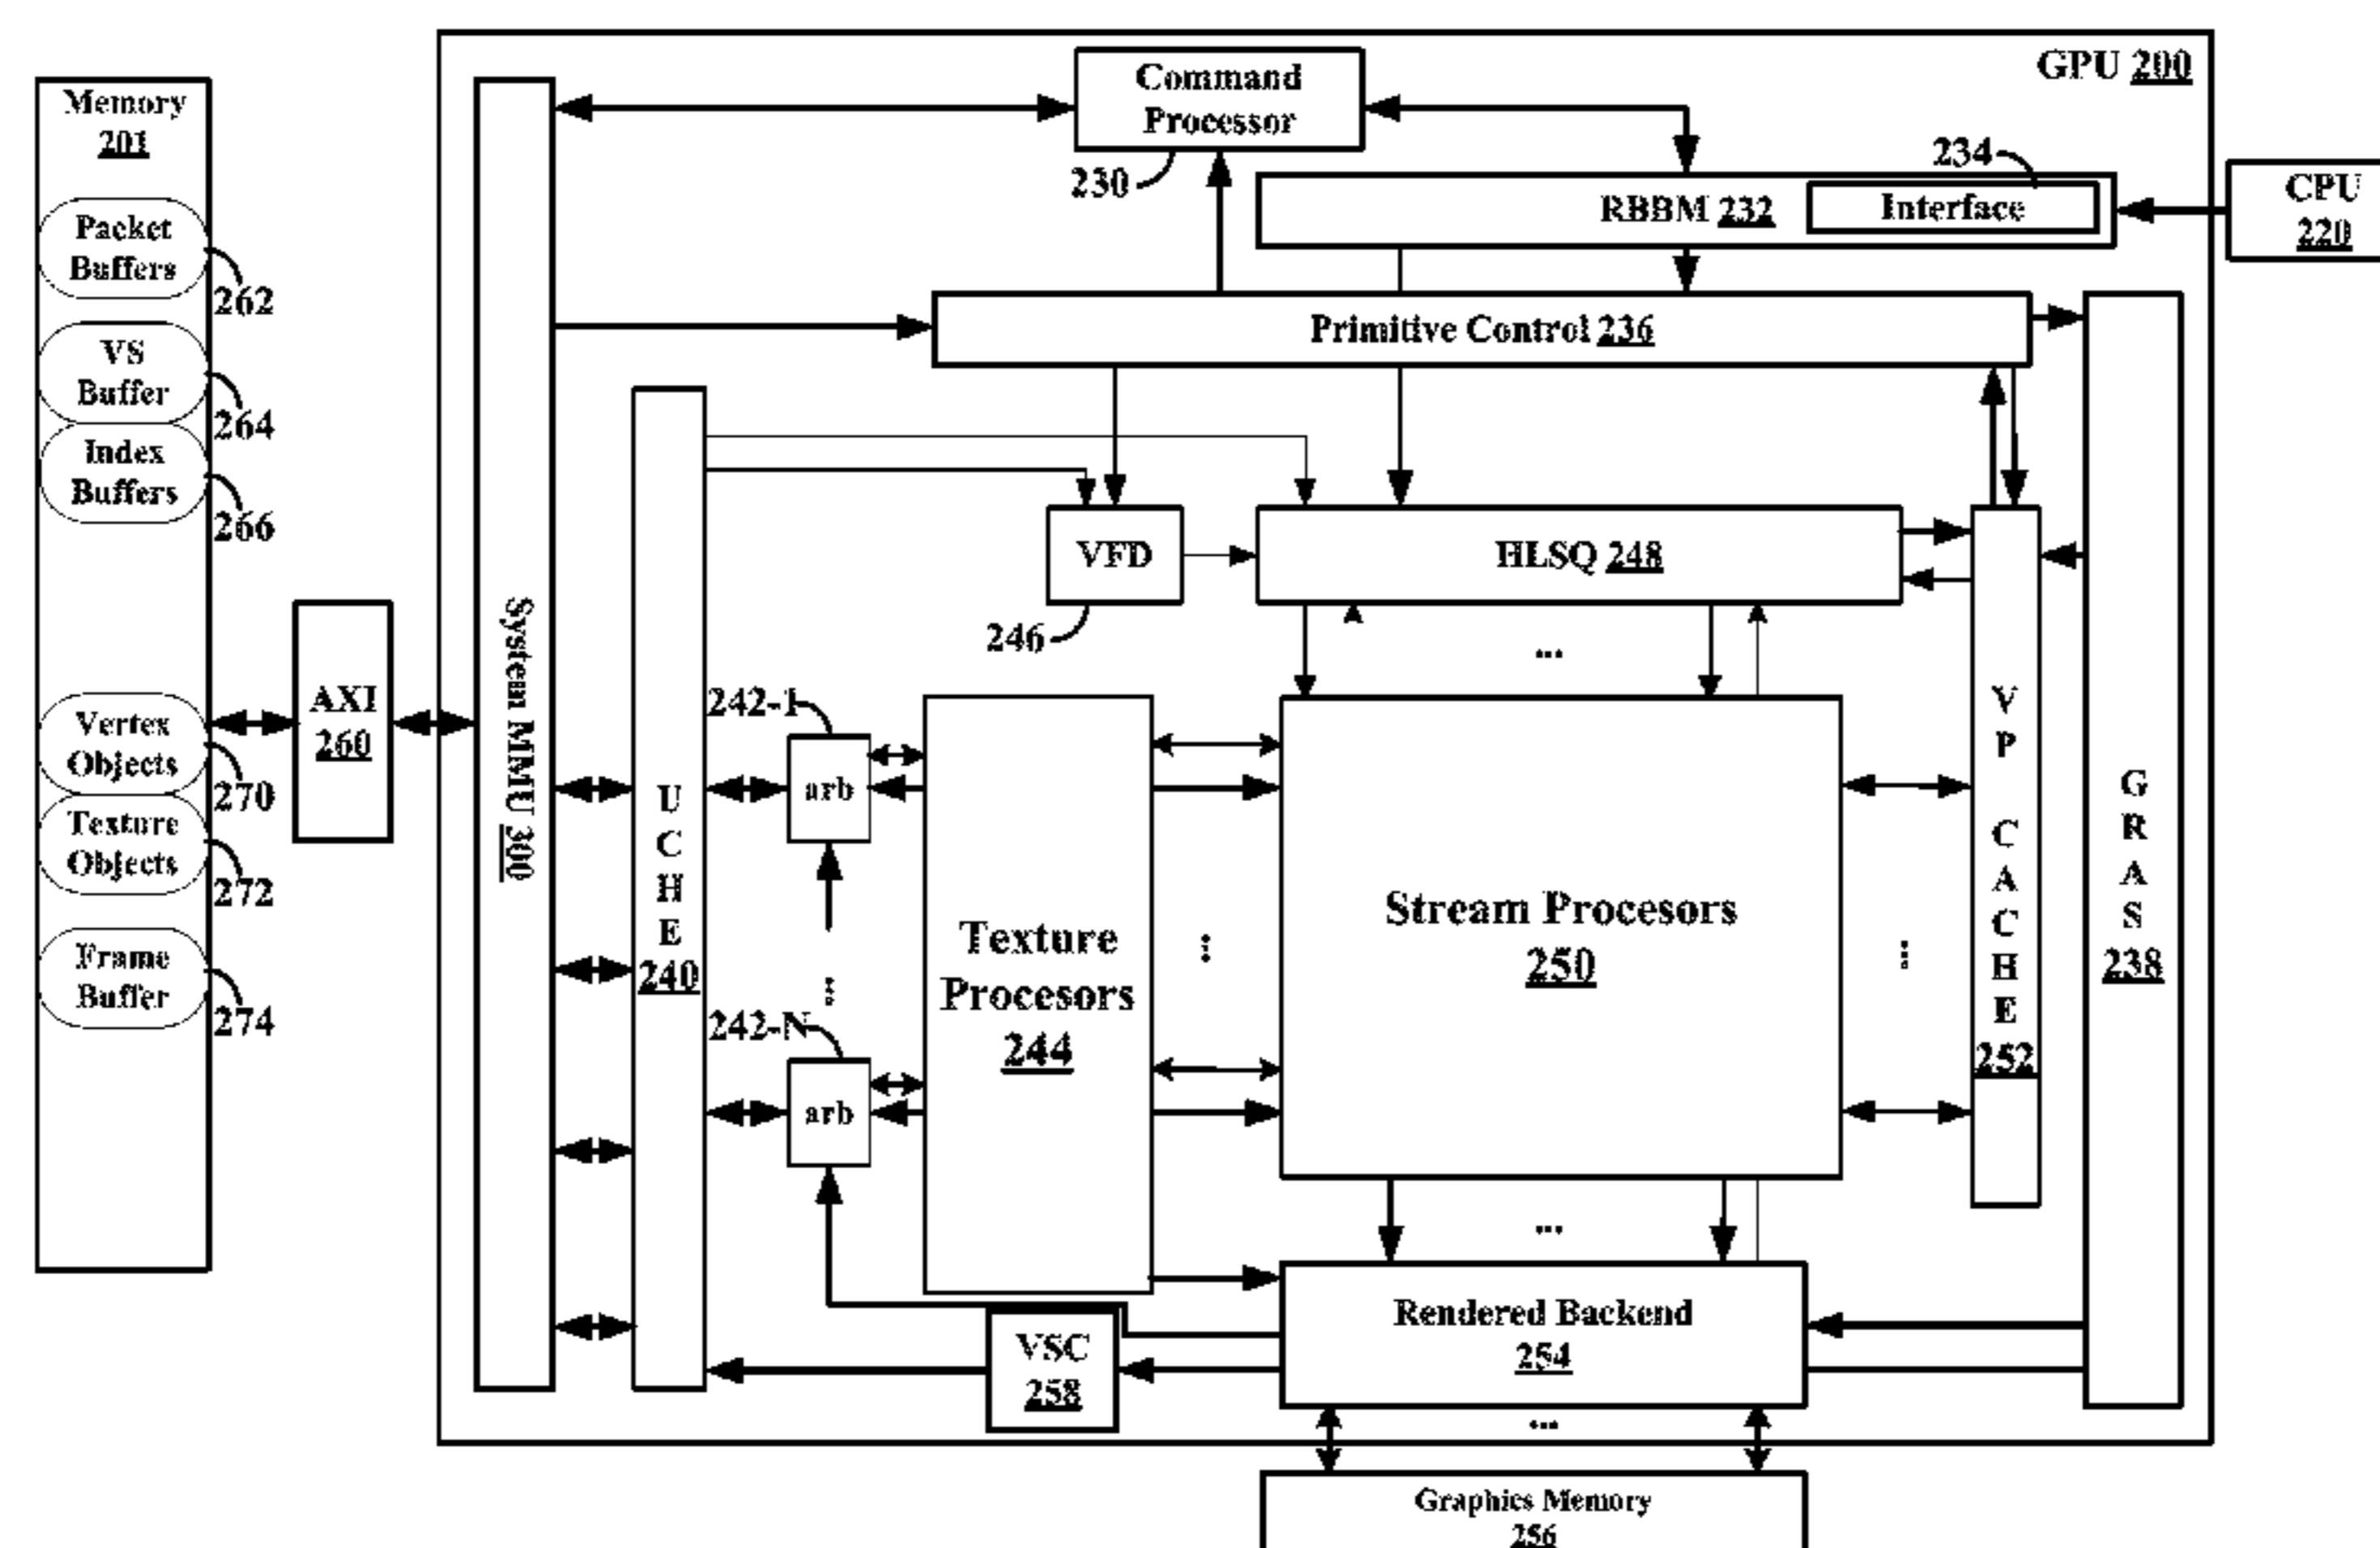 GPU 200
Command
Processor
230
Memory
201
234
RBBM 232
Interface
CPU
220
Packet
Buffers
262
Primitive Control 236
VS
Buffer
264
Index
Buffers
266
VFD
246
HLSQ 248
System MMU 300
AXI
260
Vertex
Objects
270
Texture
Objects
272
Frame
Buffer
274
U
C
H
E
240
242-1
arb
...
242-N
arb
Texture
Procesors
244
...
...
Stream Procesors
250
...
V
P
C
A
C
H
E
252
G
R
A
S
238
...
Rendered Backend
254
VSC
258
...
Graphics Memory
256